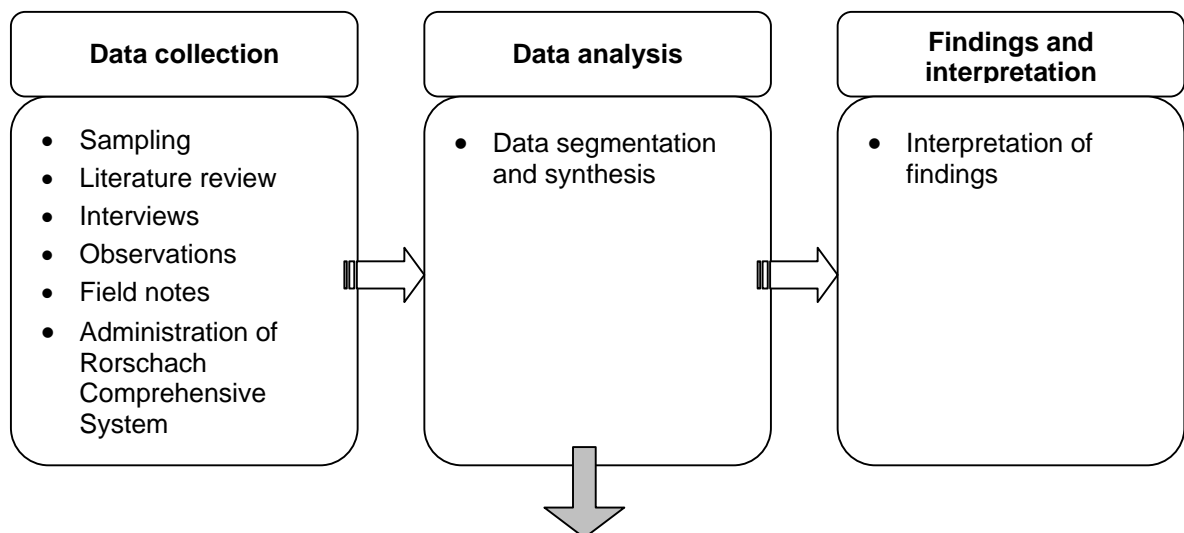 Data collection
• Sampling
• Literature review
• Interviews
• Observations
• Field notes
• Administration of
Rorschach
Comprehensive
System
Data analysis
• Data segmentation
and synthesis
Findings and
interpretation
• Interpretation of
findings